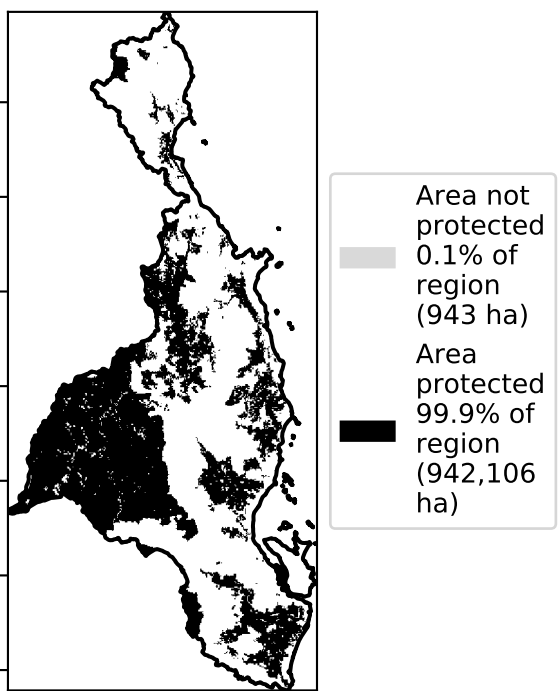 Area not
protected
0.1% of
region
(943 ha)
Area
protected
99.9% of
region
(942,106
ha)